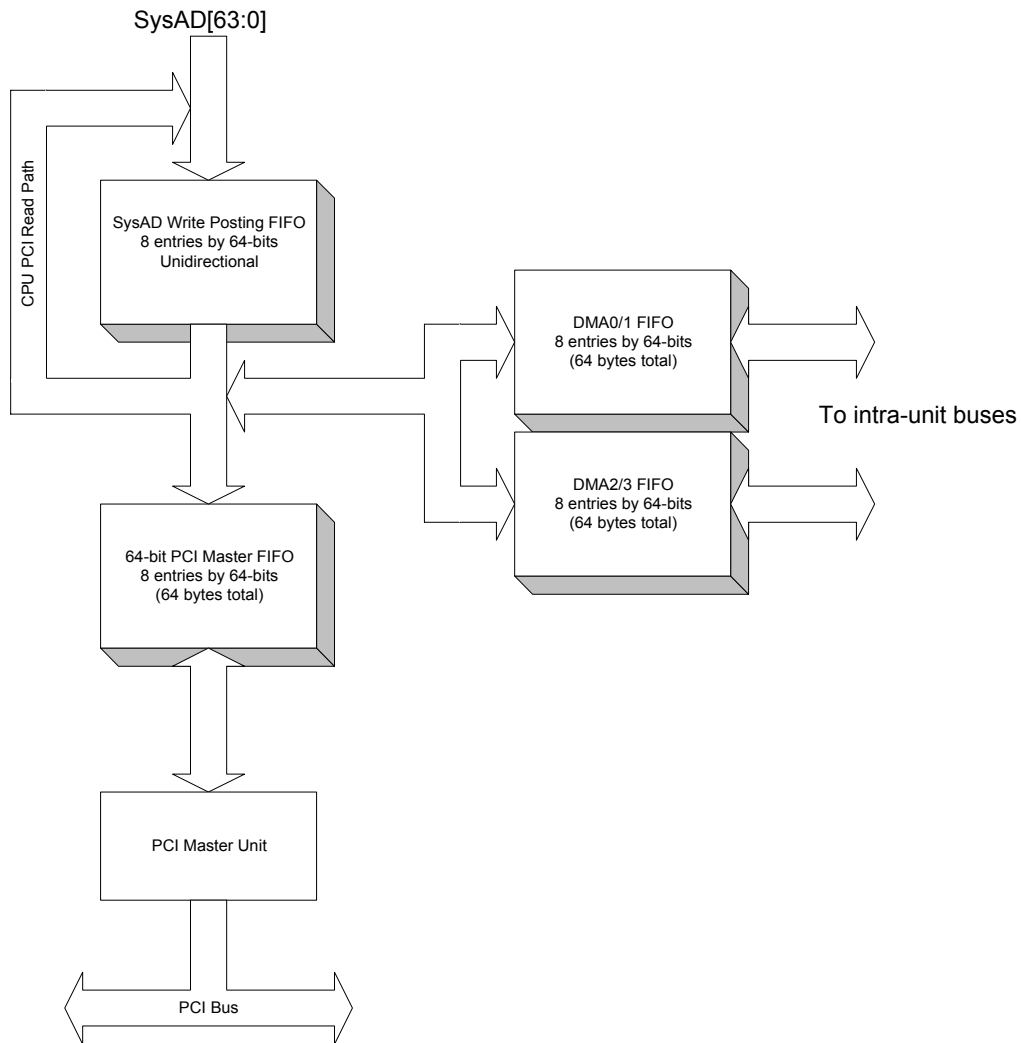 SysAD[63:0]
CPU PCI Read Path
SysAD Write Posting FIFO
8 entries by 64-bits
Unidirectional
DMA0/1 FIFO
8 entries by 64-bits
(64 bytes total)
To intra-unit buses
DMA2/3 FIFO
8 entries by 64-bits
(64 bytes total)
64-bit PCI Master FIFO
8 entries by 64-bits
(64 bytes total)
PCI Master Unit
PCI Bus